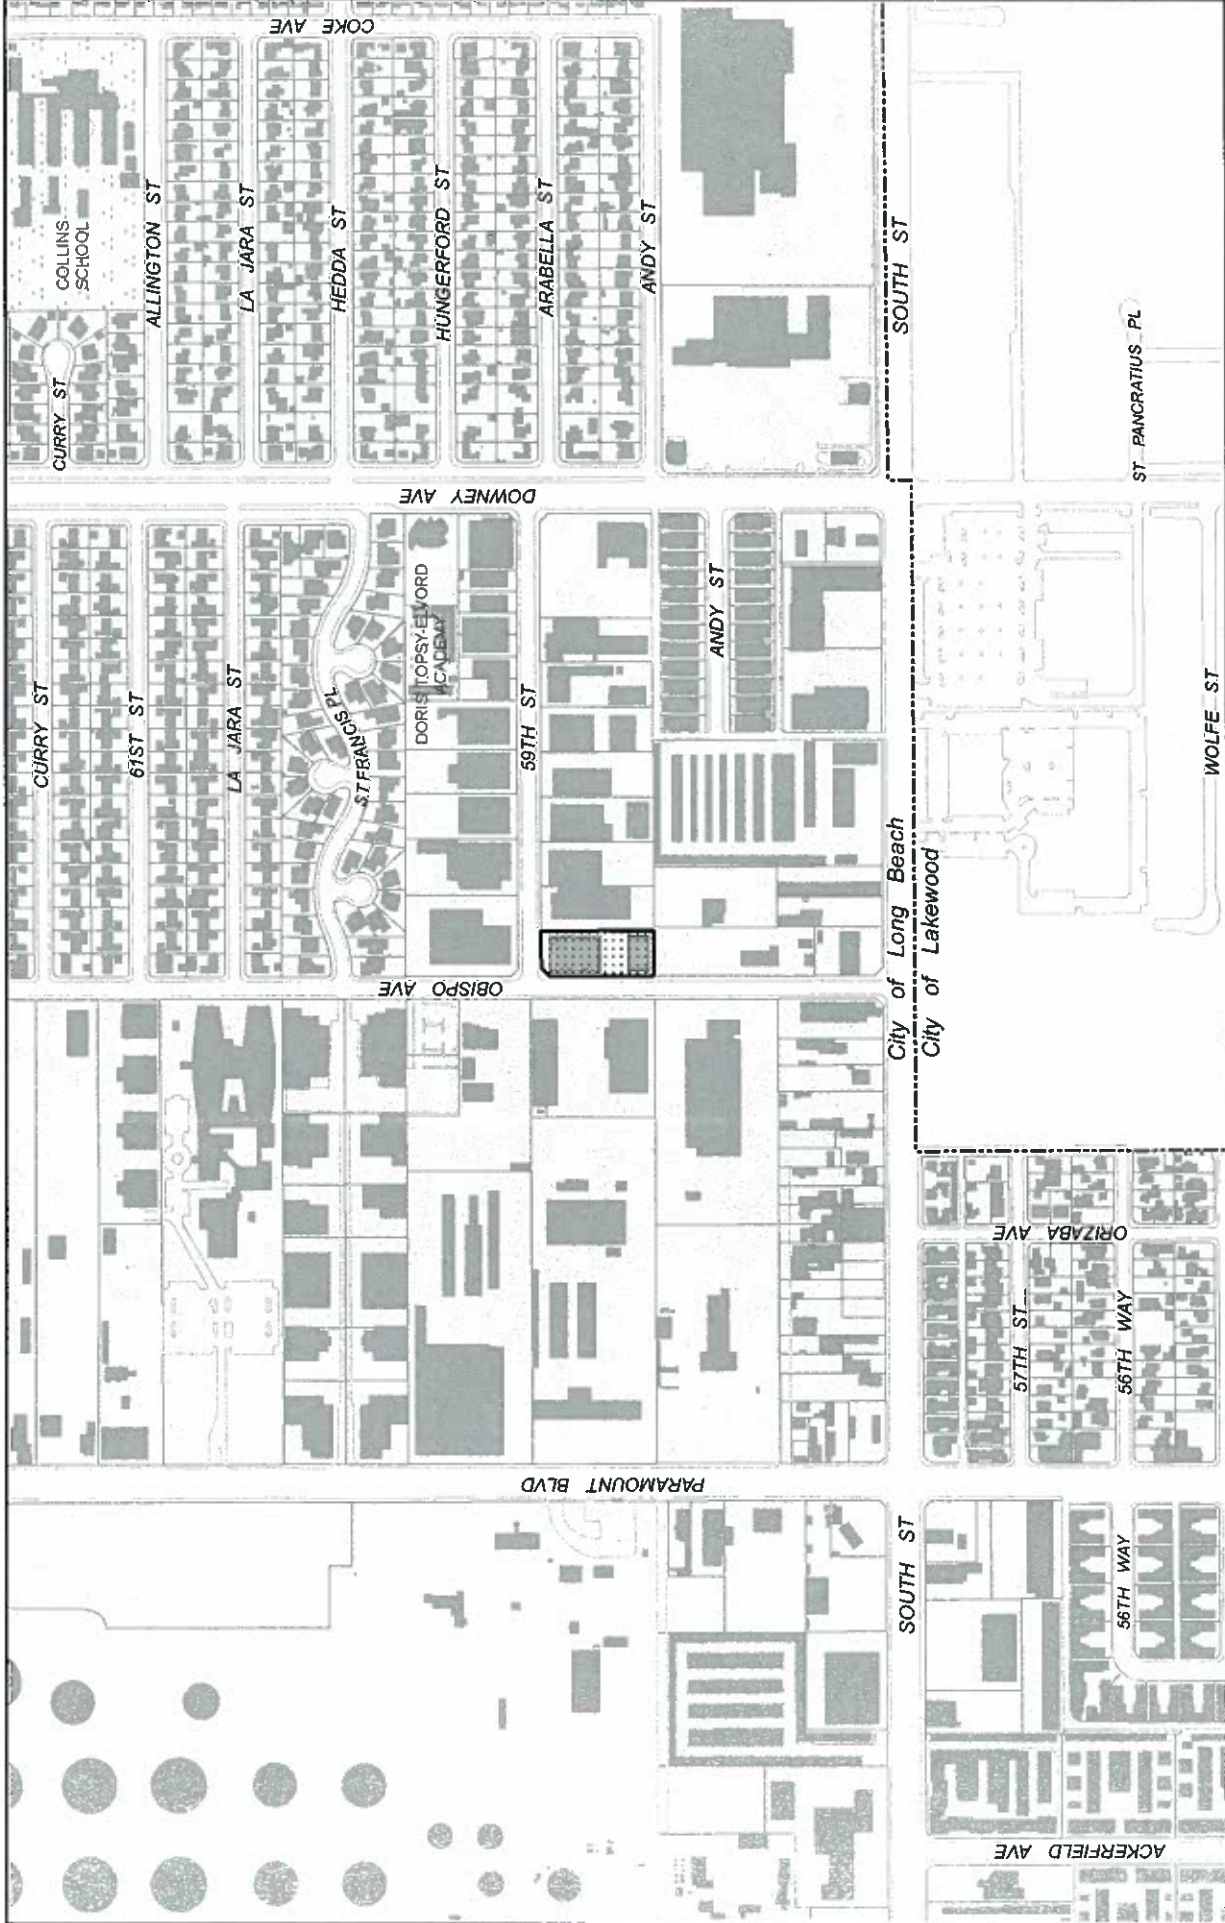 COKE AVE
COLLINS
SCHOOL
CURRY ST
ALLINGTON ST
LA JARA ST
HEDDA ST
HUNGERFORD ST
ARABELLA ST
ANDY ST
SOUTH ST
ST PANCRATIUS PL
DOWNEY AVE
CURRY ST
61ST ST
LA JARA ST
ST FRANCIS PL
DORIS TOPSY-ELVORD
ACADEMY
59TH ST
ANDY ST
WOLFE ST
City of Long Beach
City of Lakewood
OBISPO AVE
ORIZABA AVE
57TH ST
56TH WAY
PARAMOUNT BLVD
SOUTH ST
56TH WAY
ACKERFIELD AVE